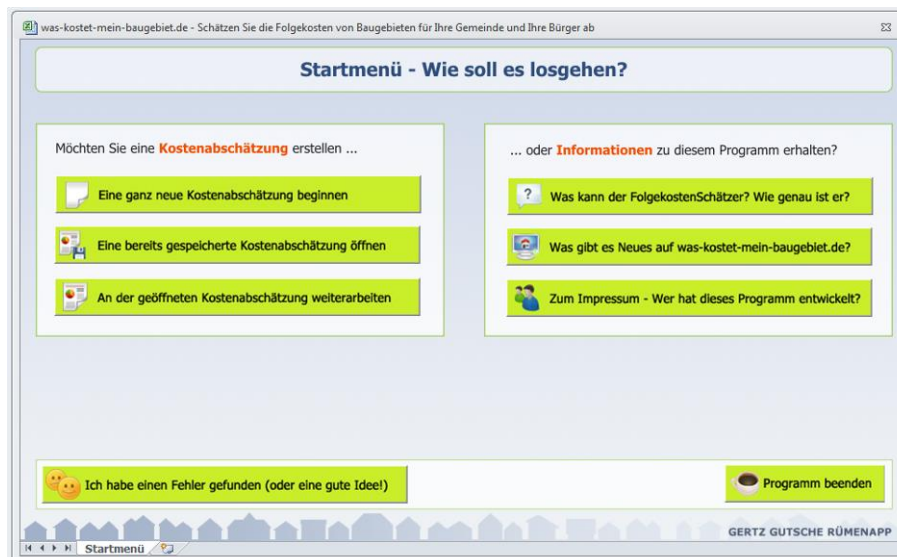 was-kostet-mein-baugebiet.de - Schätzen Sie die Folgekosten von Baugebieten für Ihre Gemeinde und Ihre Bürger ab
Startmenü - Wie soll es losgehen?
Möchten Sie eine Kostenabschätzung erstellen ...
Eine ganz neue Kostenabschätzung beginnen
Eine bereits gespeicherte Kostenabschätzung öffnen
An der geöffneten Kostenabschätzung weiterarbeiten
... oder Informationen zu diesem Programm erhalten?
Was kann der FolgekostenSchätzer? Wie genau ist er?
Was gibt es Neues auf was-kostet-mein-baugebiet.de?
Zum Impressum - Wer hat dieses Programm entwickelt?
Ich habe einen Fehler gefunden (oder eine gute Idee!)
Programm beenden
GERTZ GUTSCHE RÜMENAPP
Startmenü